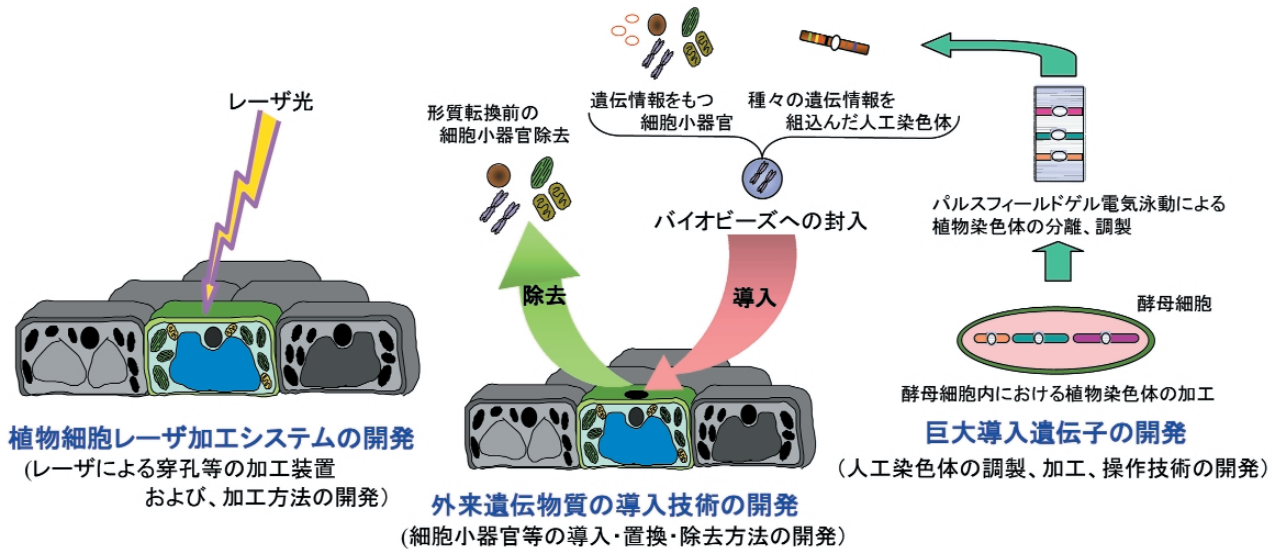 レーザ光
植物細胞レーザ加工システムの開発
(レーザによる穿孔等の加工装置
および、加工方法の開発)
形質転換前の
細胞小器官除去
遺伝情報をもつ
細胞小器官
種々の遺伝情報を
組込んだ人工染色体
バイオビーズへの封入
除去
導入
外来遺伝物質の導入技術の開発
(細胞小器官等の導入・置換・除去方法の開発)
パルスフィールドゲル電気泳動による
植物染色体の分離、調製
酵母細胞
酵母細胞内における植物染色体の加工
巨大導入遺伝子の開発
(人工染色体の調製、加工、操作技術の開発)